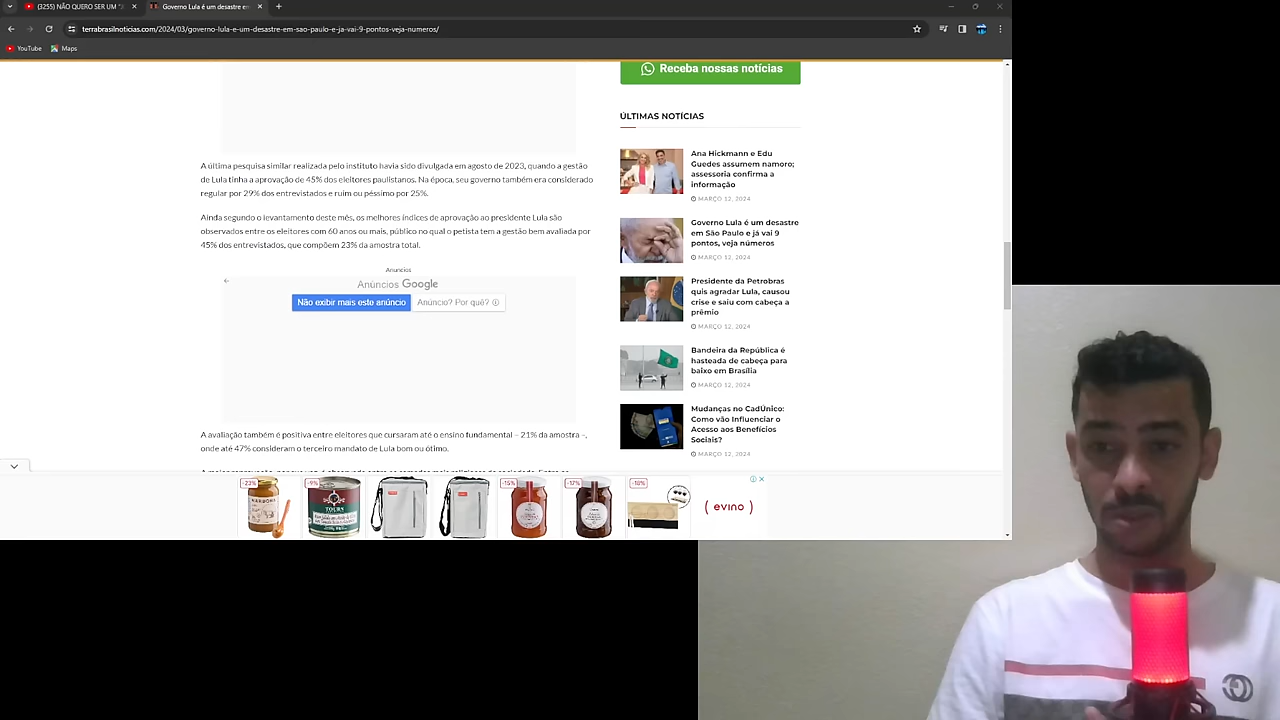 (3255) NÃO QUERO SER UM
Governo Lula é um desastre em
terrabrasilnoticias.com/2024/03/governo-lula-e-um-desastre-em-sao-paulo-e-ja-vai-9-pontos-veja-numeros/
YouTube
Maps
Receba nossas notícias
ÚLTIMAS NOTÍCIAS
Ana Hickmann e Edu
Guedes assumem namoro;
assessoria confirma a
informação
MARÇO 12, 2024
Governo Lula é um desastre
em São Paulo e já vai 9
pontos, veja números
MARÇO 12, 2024
Presidente da Petrobras
quis agradar Lula, causou
crise e saiu com cabeça a
prêmio
MARÇO 12, 2024
Bandeira da República é
hasteada de cabeça para
baixo em Brasília
MARÇO 12, 2024
Mudanças no CadÚnico:
Como vão Influenciar o
Acesso aos Benefícios
Sociais?
MARÇO 12, 2024
A última pesquisa similar realizada pelo instituto havia sido divulgada em agosto de 2023, quando a gestão
de Lula tinha a aprovação de 45% dos eleitores paulistanos. Na época, seu governo também era considerado
regular por 29% dos entrevistados e ruim ou péssimo por 25%.
Ainda segundo o levantamento deste mês, os melhores índices de aprovação ao presidente Lula são
observados entre os eleitores com 60 anos ou mais, público no qual o petista tem a gestão bem avaliada por
45% dos entrevistados, que compõem 23% da amostra total.
Anuncios
Anúncios Google
Não exibir mais este anúncio
Anúncio? Por quê?
A avaliação também é positiva entre eleitores que cursaram até o ensino fundamental – 21% da amostra –,
onde até 47% consideram o terceiro mandato de Lula bom ou ótimo.
-23%
-9%
-15%
-17%
-18%
TOURS
( evino )